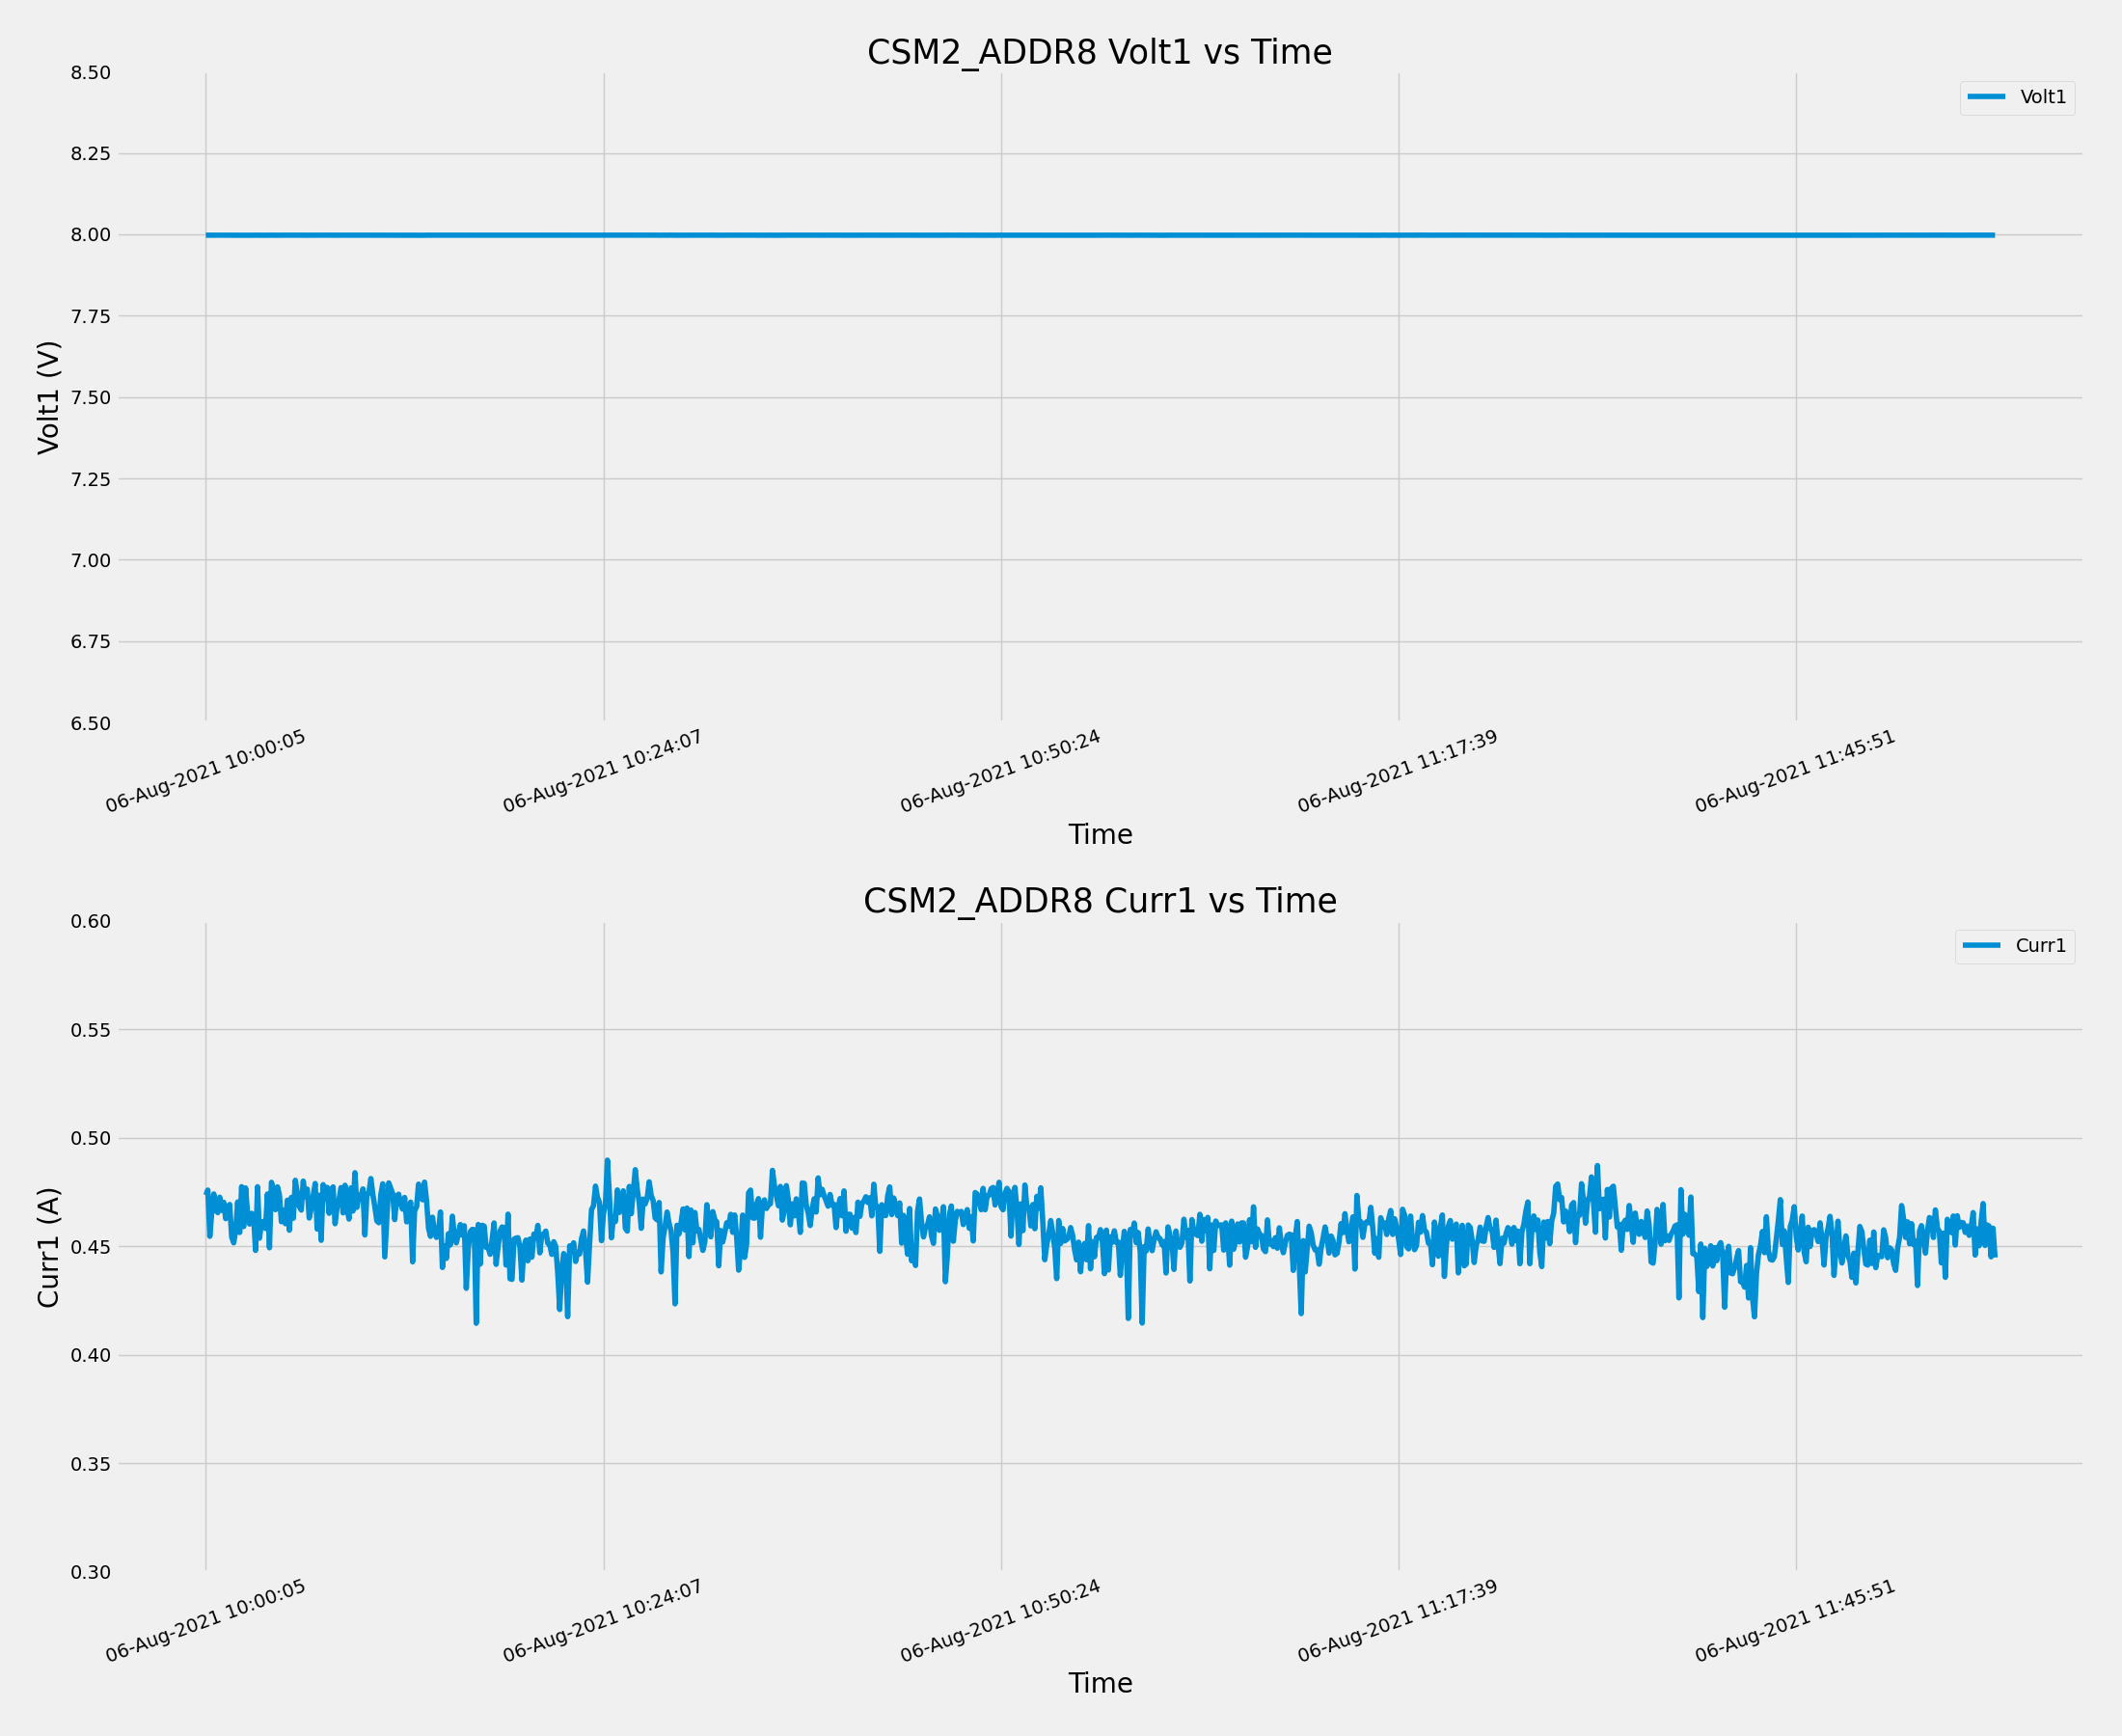 CSM2_ADDR8 Volt1 vs Time
8.50
8.25
8.00
7.75
7.50
7.25
7.00
6.75
6.50
Volt1 (V)
Volt1
06-Aug-2021 10:00:05
06-Aug-2021 10:24:07
06-Aug-2021 10:50:24
06-Aug-2021 11:17:39
06-Aug-2021 11:45:51
Time
CSM2_ADDR8 Curr1 vs Time
0.60
0.55
0.50
0.45
0.40
0.35
0.30
Curr1 (A)
Curr1
06-Aug-2021 10:00:05
06-Aug-2021 10:24:07
06-Aug-2021 10:50:24
06-Aug-2021 11:17:39
06-Aug-2021 11:45:51
Time